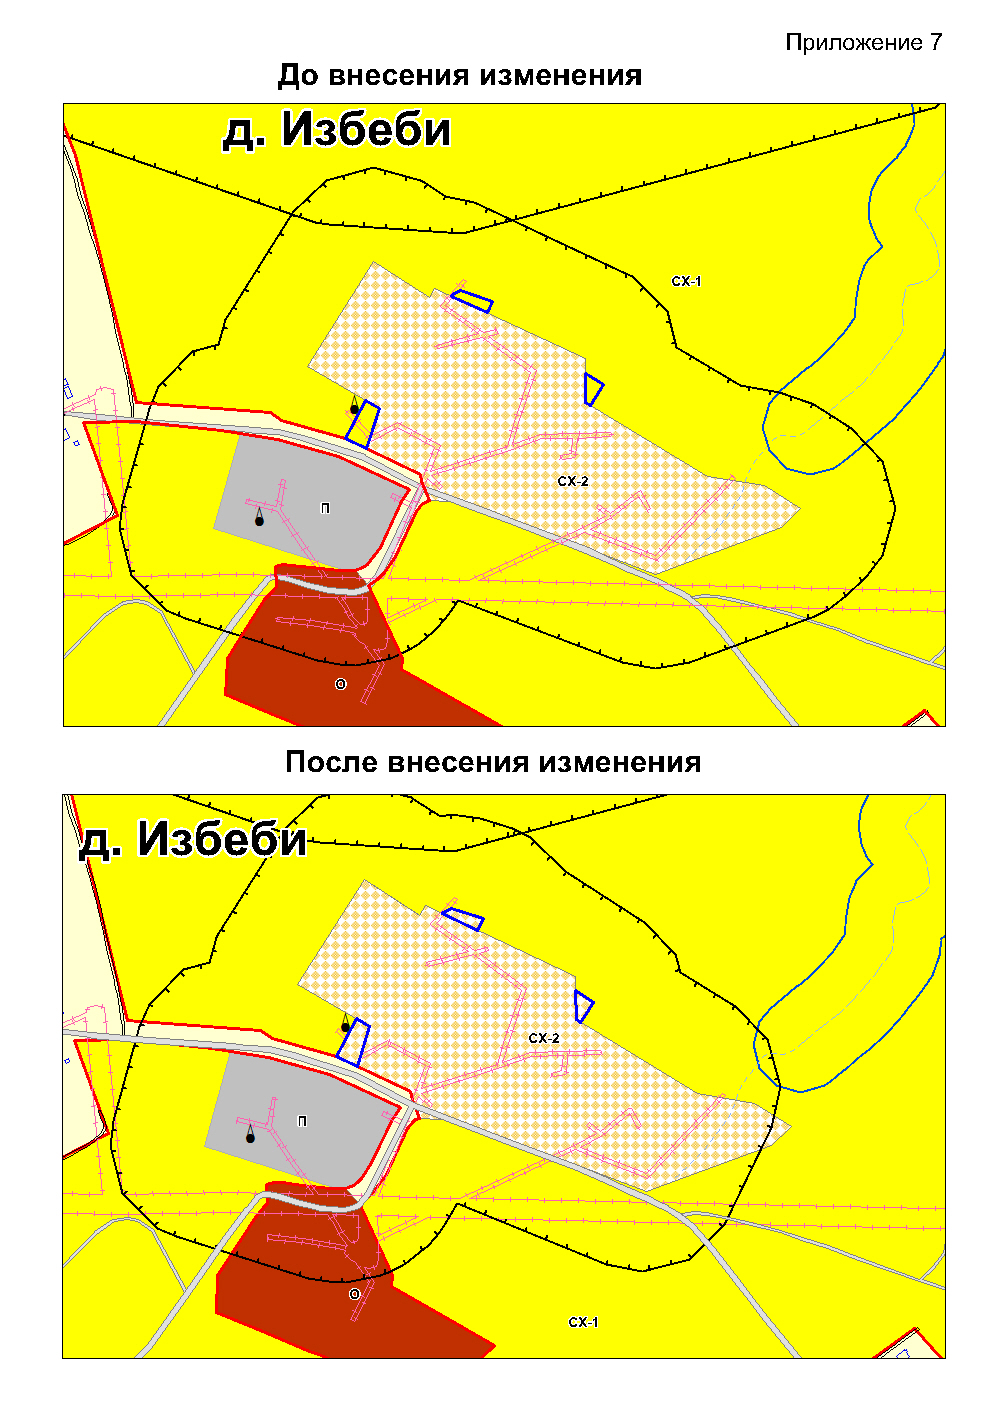 Приложение 7
До внесения изменения
д. Избеби
СХ-1
СХ-2
П
О
После внесения изменения
д. Избеби
СХ-2
П
О
СХ-1